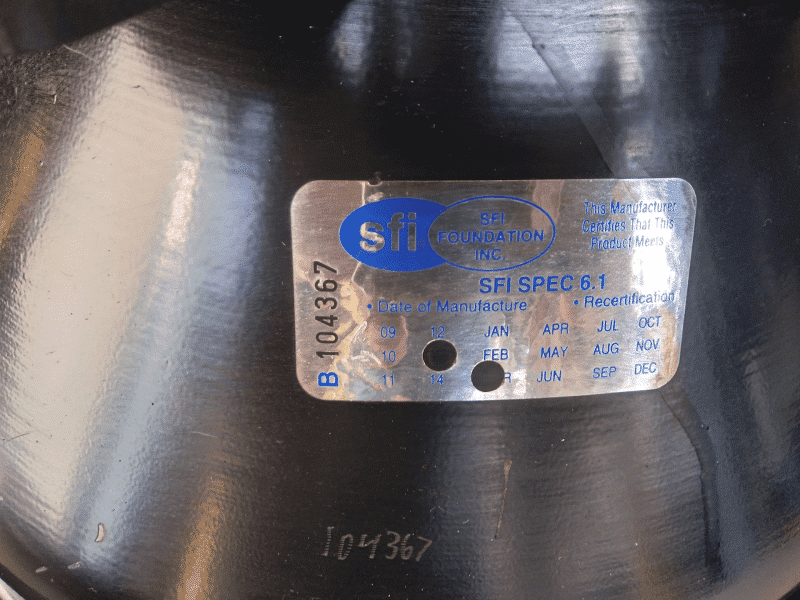 sfi
SFI
FOUNDATION
INC.
This Manufacturer
Certifies That This
Product Meets
SFI SPEC 6.1
• Date of Manufacture • Recertification
B 104367
09 12 JAN APR JUL OCT
10 FEB MAY AUG NOV
11 14 R JUN SEP DEC
104367